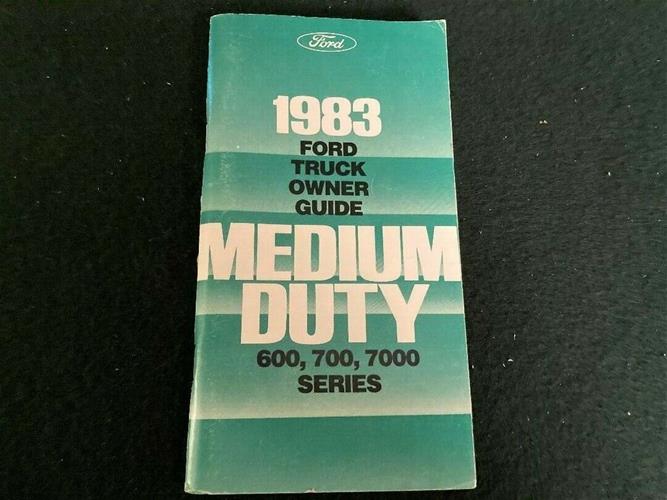 Ford
1983
FORD
TRUCK
OWNER
GUIDE
MEDIUM
DUTY
600, 700, 7000
SERIES